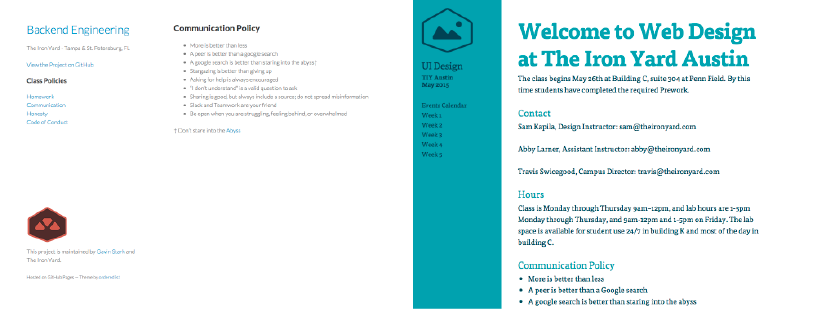 Backend Engineering
The Iron Yard - Tampa & St. Petersburg, FL
View the Project on GitHub
Class Policies
Homework
Communication
Honesty
Code of Conduct
This project is maintained by Gavin Stark and
The Iron Yard.
Hosted on GitHub Pages – Theme by orderedlist
Communication Policy
• More is better than less
• A peer is better than a google search
• A google search is better than staring into the abyss†
• Stargazing is better than giving up
• Asking for help is always encouraged
• "I don't understand" is a valid question to ask
• Sharing is good, but always include a source; do not spread misinformation
• Slack and Teamwork are your friend
• Be open when you are struggling, feeling behind, or overwhelmed
† Don't stare into the Abyss.
UI Design
TIY Austin
May 2015
Events Calendar
Week 1
Week 2
Week 3
Week 4
Week 5
Welcome to Web Design
at The Iron Yard Austin
The class begins May 26th at Building C, suite 304 at Penn Field. By this
time students have completed the required Prework.
Contact
Sam Kapila, Design Instructor: sam@theironyard.com
Abby Larner, Assistant Instructor: abby@theironyard.com
Travis Swicegood, Campus Director: travis@theironyard.com
Hours
Class is Monday through Thursday 9am-12pm, and lab hours are 1-5pm
Monday through Thursday, and 9am-12pm and 1-5pm on Friday. The lab
space is available for student use 24/7 in building K and most of the day in
building C.
Communication Policy
• More is better than less
• A peer is better than a Google search
• A google search is better than staring into the abyss